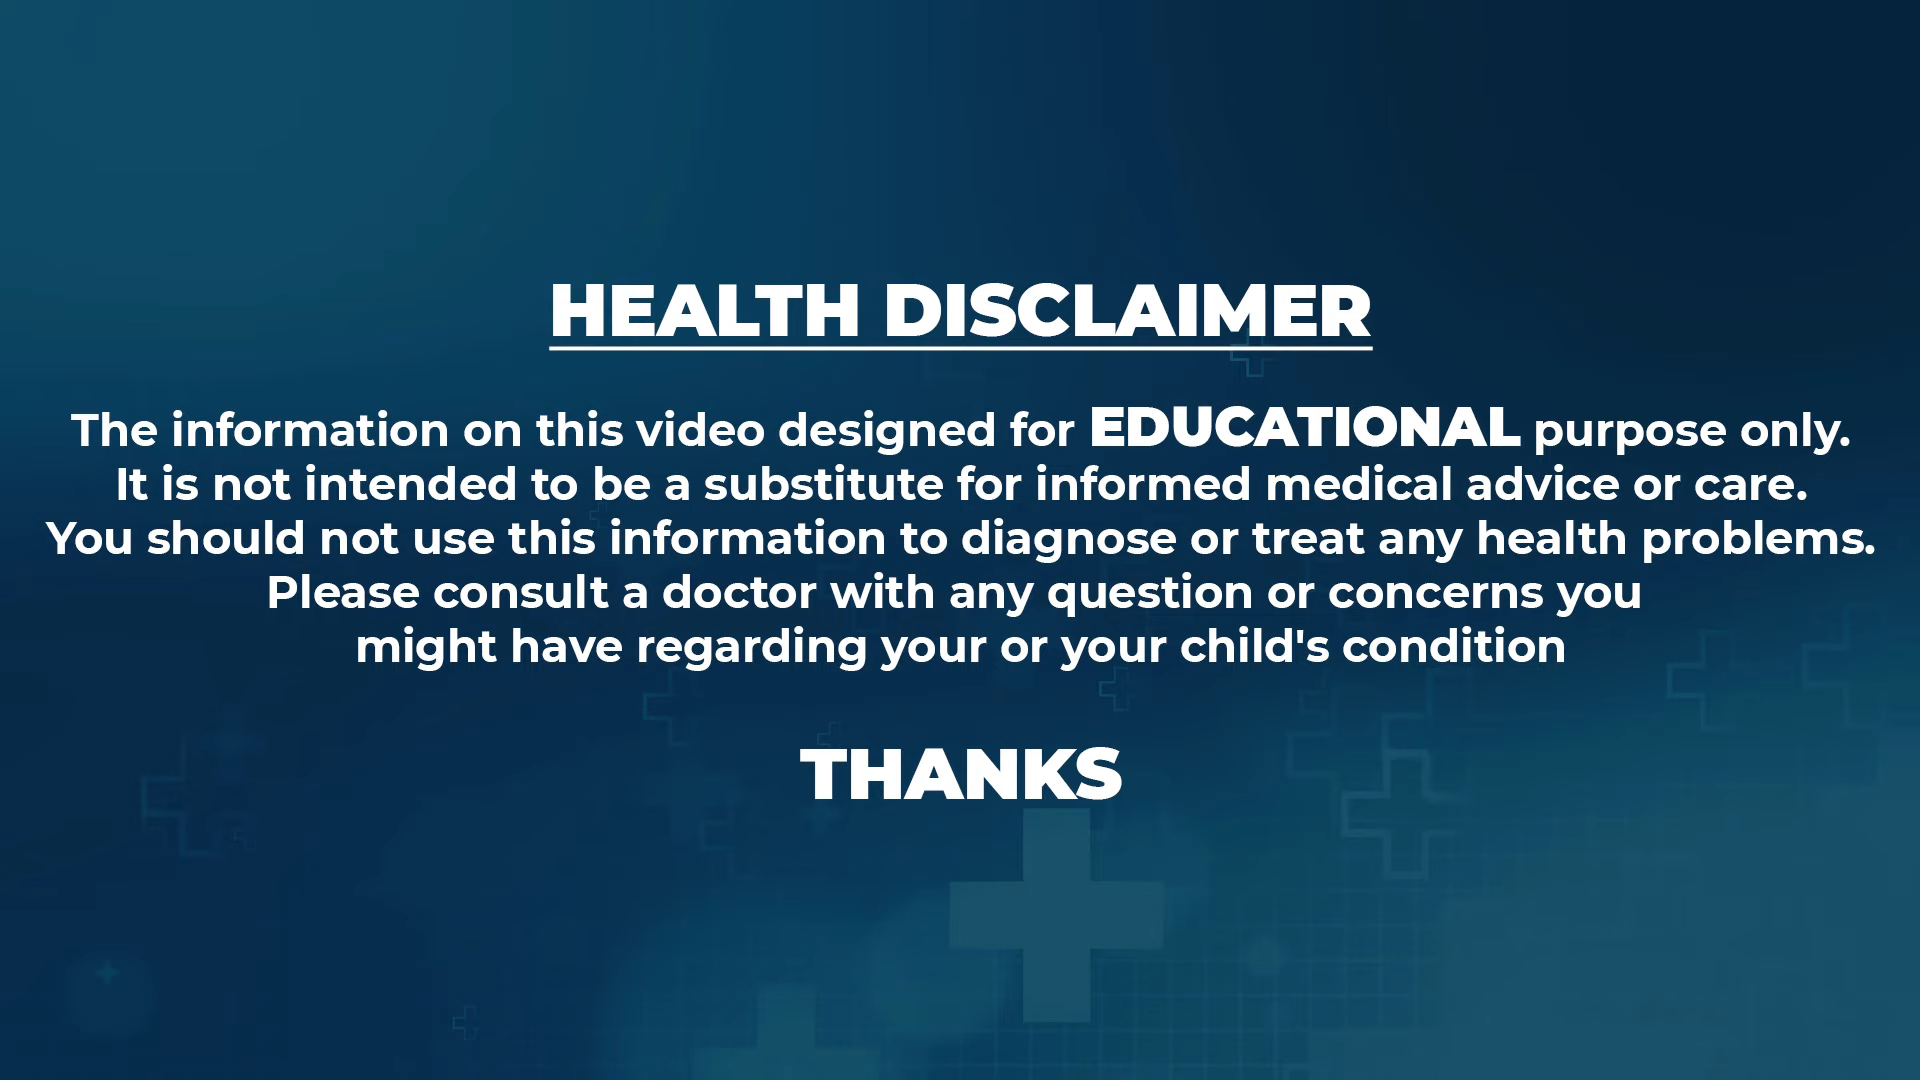 HEALTH DISCLAIMER
The information on this video designed for EDUCATIONAL purpose only.
It is not intended to be a substitute for informed medical advice or care.
You should not use this information to diagnose or treat any health problems.
Please consult a doctor with any question or concerns you
might have regarding your or your child's condition
THANKS